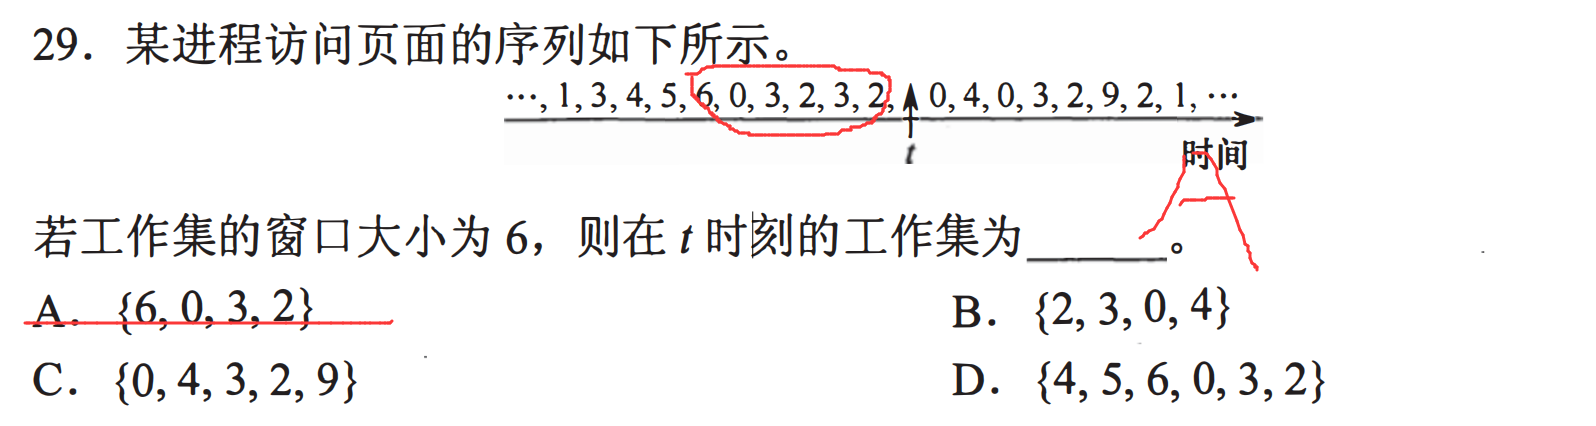 29．某进程访问页面的序列如下所示。
…, 1, 3, 4, 5, 6, 0, 3, 2, 3, 2, 0, 4, 0, 3, 2, 9, 2, 1, …
t
时间
若工作集的窗口大小为 6，则在 t 时刻的工作集为______。
A
A．{6, 0, 3, 2}
B．{2, 3, 0, 4}
C．{0, 4, 3, 2, 9}
D．{4, 5, 6, 0, 3, 2}